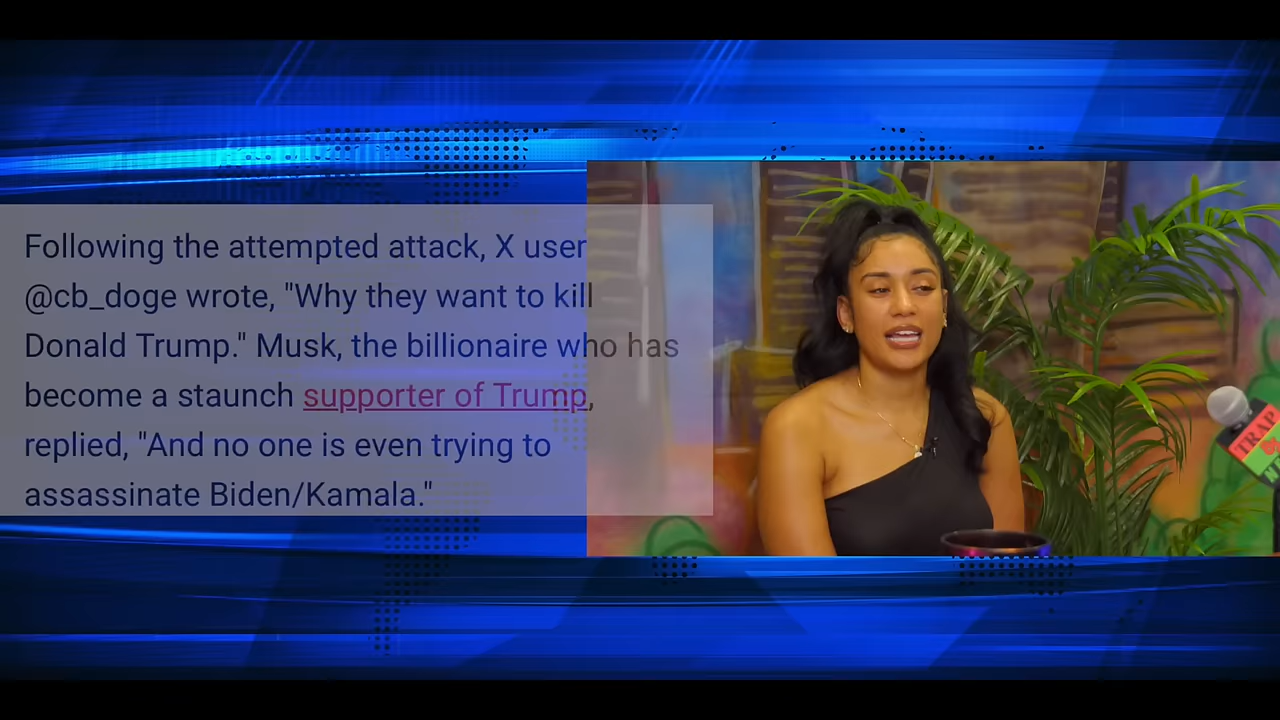 Following the attempted attack, X user
@cb_doge wrote, "Why they want to kill
Donald Trump." Musk, the billionaire who has
become a staunch supporter of Trump,
replied, "And no one is even trying to
assassinate Biden/Kamala."
TRAP